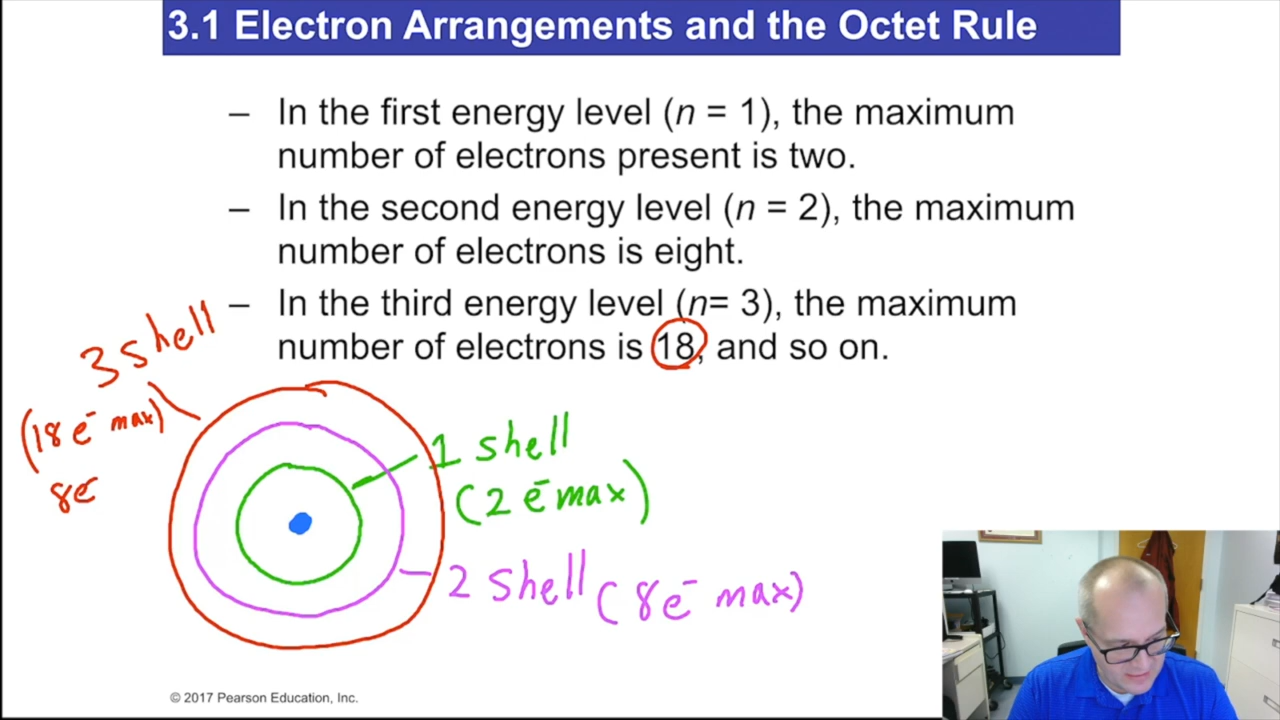 3.1 Electron Arrangements and the Octet Rule
– In the first energy level (n = 1), the maximum
number of electrons present is two.
– In the second energy level (n = 2), the maximum
number of electrons is eight.
– In the third energy level (n= 3), the maximum
number of electrons is 18, and so on.
3 shell
(18 e⁻ max)
8e⁻
1 shell
(2 e⁻ max)
2 shell (8e⁻ max)
© 2017 Pearson Education, Inc.